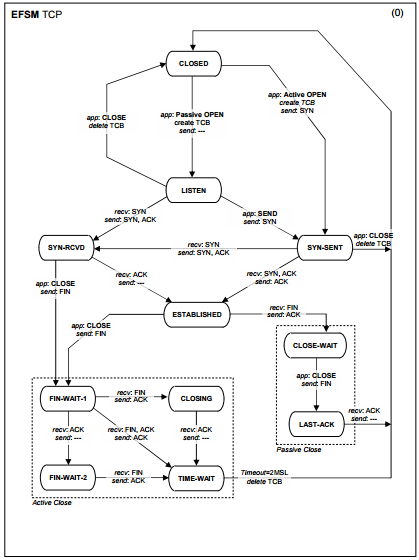 EFSM TCP
(0)
CLOSED
app: CLOSE
delete TCB
app: Passive OPEN
create TCB
send: ---
app: Active OPEN
create TCB
send: SYN
LISTEN
recv: SYN
send: SYN, ACK
app: SEND
send: SYN
SYN-RCVD
recv: SYN
send: SYN, ACK
SYN-SENT
app: CLOSE
delete TCB
app: CLOSE
send: FIN
recv: ACK
send: ---
recv: SYN, ACK
send: ACK
ESTABLISHED
recv: FIN
send: ACK
app: CLOSE
send: FIN
CLOSE-WAIT
app: CLOSE
send: FIN
FIN-WAIT-1
recv: FIN
send: ACK
CLOSING
recv: ACK
send: ---
LAST-ACK
recv: ACK
send: ---
recv: FIN, ACK
send: ACK
recv: ACK
send: ---
Passive Close
FIN-WAIT-2
recv: FIN
send: ACK
TIME-WAIT
Timeout=2MSL
delete TCB
Active Close